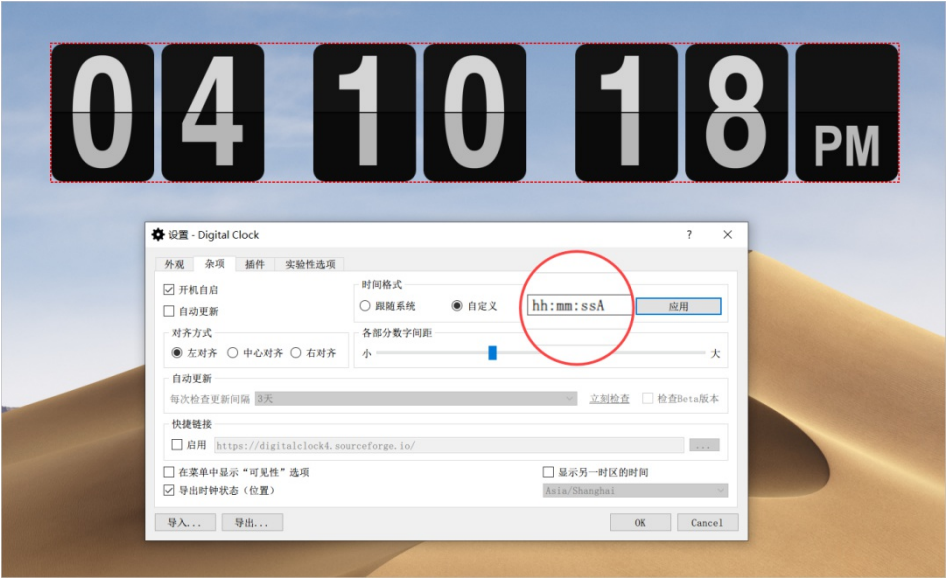 04 10 18 PM
设置 - Digital Clock ? ×
外观 杂项 插件 实验性选项
开机自启
自动更新
时间格式
跟随系统 自定义 hh:mm:ssA 应用
对齐方式
左对齐 中心对齐 右对齐
各部分数字间距
小 大
自动更新
每次检查更新间隔 3天 立刻检查 检查Beta版本
快捷链接
启用 https://digitalclock4.sourceforge.io/ ...
在菜单中显示“可见性”选项 显示另一时区的时间
导出时钟状态（位置） Asia/Shanghai
导入... 导出... OK Cancel